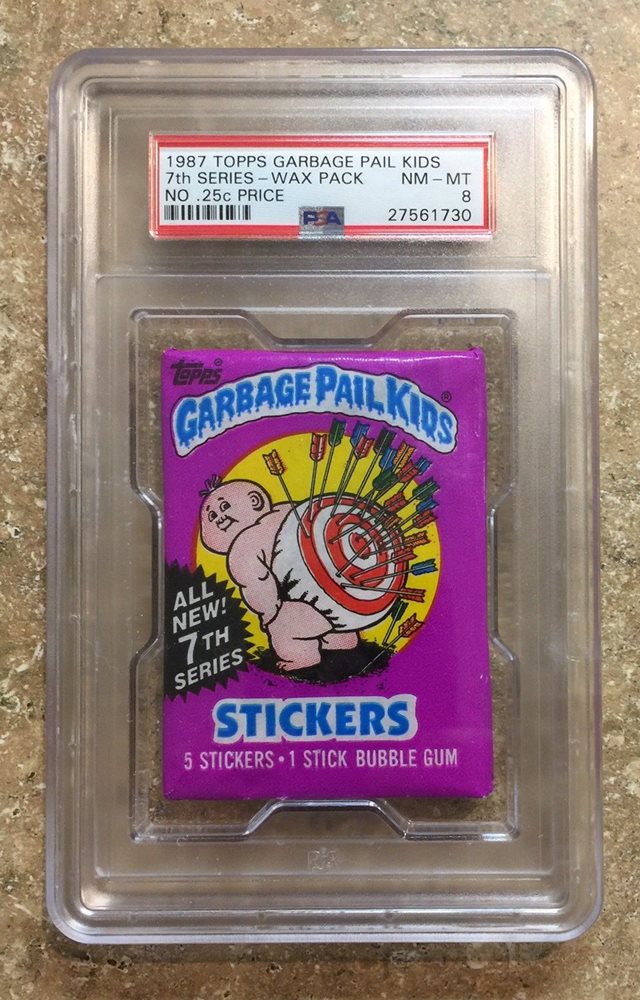 1987 TOPPS GARBAGE PAIL KIDS
7th SERIES – WAX PACK NM – MT
NO .25c PRICE 8
PSA 27561730
topps®
GARBAGE PAIL KIDS®
ALL
NEW!
7TH
SERIES
STICKERS
5 STICKERS • 1 STICK BUBBLE GUM